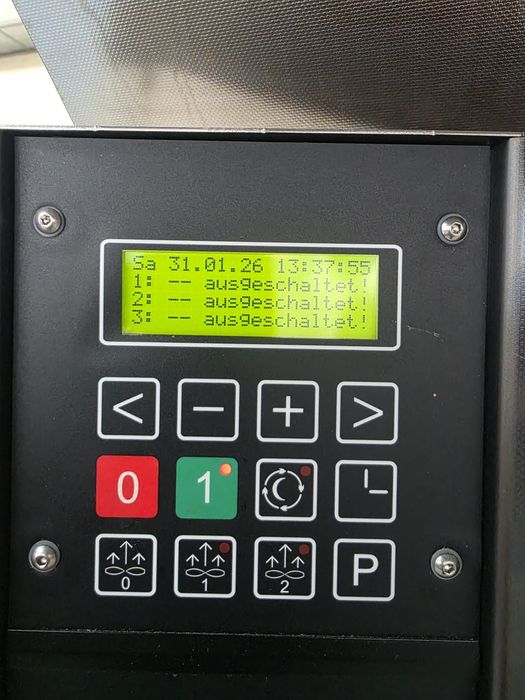 Sa 31.01.26 13:37:55
1: -- ausgeschaltet!
2: -- ausgeschaltet!
3: -- ausgeschaltet!
< - + >
0 1
0 1 2 P